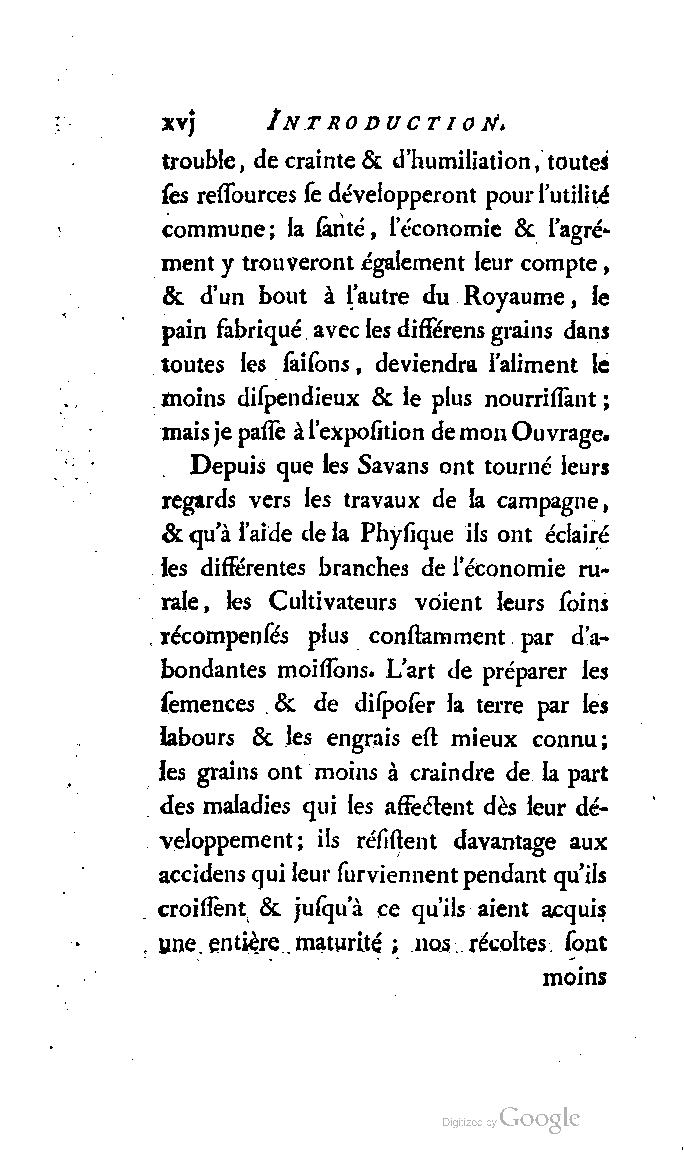 xvj INTRODUCTION.
trouble, de crainte & d'humiliation, toutes
ſes reſſources ſe développeront pour l'utilité
commune; la ſanté, l'économie & l'agré-
ment y trouveront également leur compte,
& d'un bout à l'autre du Royaume, le
pain fabriqué avec les différens grains dans
toutes les ſaiſons, deviendra l'aliment le
moins diſpendieux & le plus nourriſſant;
mais je paſſe à l'expoſition de mon Ouvrage.
Depuis que les Savans ont tourné leurs
regards vers les travaux de la campagne,
& qu'à l'aide de la Phyſique ils ont éclairé
les différentes branches de l'économie ru-
rale, les Cultivateurs voient leurs ſoins
récompenſés plus conſtamment par d'a-
bondantes moiſſons. L'art de préparer les
ſemences & de diſpoſer la terre par les
labours & les engrais eſt mieux connu;
les grains ont moins à craindre de la part
des maladies qui les affectent dès leur dé-
veloppement; ils réſiſtent davantage aux
accidens qui leur ſurviennent pendant qu'ils
croiſſent & juſqu'à ce qu'ils aient acquis
une entière maturité; nos récoltes ſont
moins
Digitized by Google